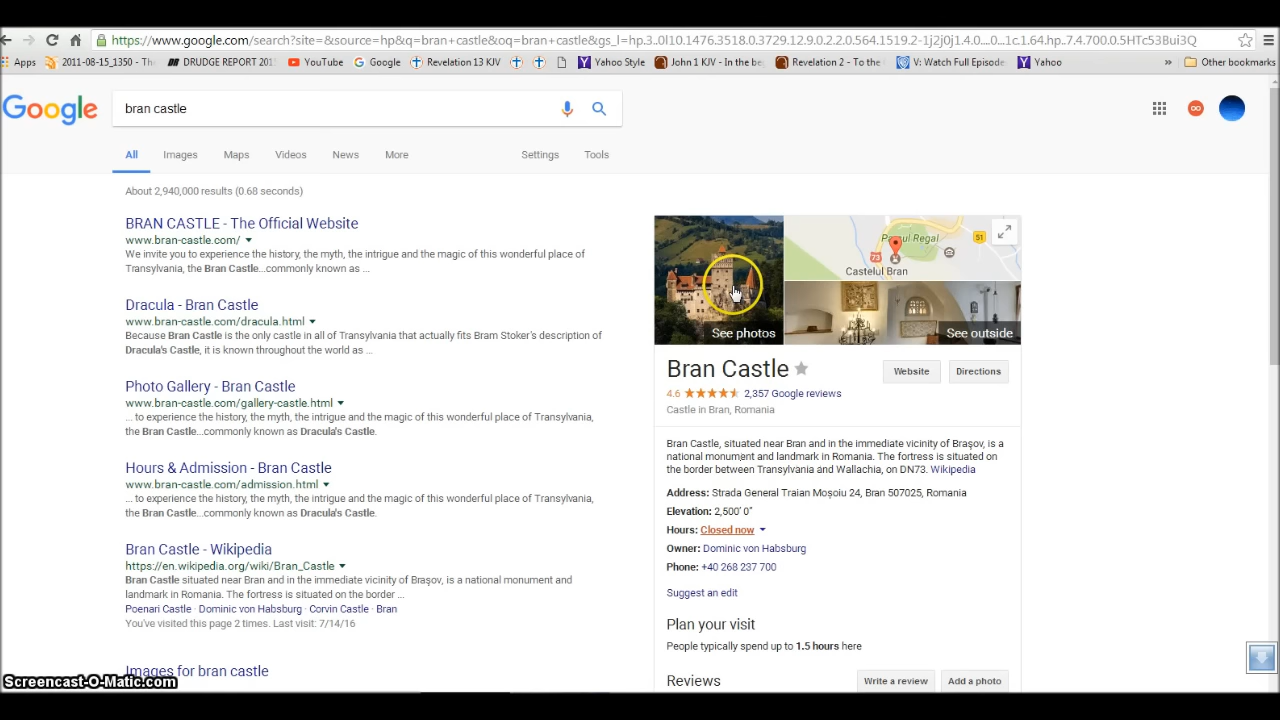 https://www.google.com/search?site=&source=hp&q=bran+castle&oq=bran+castle&gs_l=hp.3..0l10.1476.3518.0.3729.12.9.0.2.2.0.564.1519.2-1j2j0j1.4.0....0...1c.1.64.hp..7.4.700.0.5HTc53Bui3Q
Apps
2011-08-15_1350 - Th
DRUDGE REPORT 201
YouTube
Google
Revelation 13 KJV
Yahoo Style
John 1 KJV - In the be
Revelation 2 - To the
V: Watch Full Episode
Yahoo
»
Other bookmarks
Google
bran castle
All Images Maps Videos News More Settings Tools
About 2,940,000 results (0.68 seconds)
BRAN CASTLE - The Official Website
www.bran-castle.com/
We invite you to experience the history, the myth, the intrigue and the magic of this wonderful place of
Transylvania, the Bran Castle...commonly known as ...
Dracula - Bran Castle
www.bran-castle.com/dracula.html
Because Bran Castle is the only castle in all of Transylvania that actually fits Bram Stoker's description of
Dracula's Castle, it is known throughout the world as ...
Photo Gallery - Bran Castle
www.bran-castle.com/gallery-castle.html
... to experience the history, the myth, the intrigue and the magic of this wonderful place of Transylvania,
the Bran Castle...commonly known as Dracula's Castle.
Hours & Admission - Bran Castle
www.bran-castle.com/admission.html
... to experience the history, the myth, the intrigue and the magic of this wonderful place of Transylvania,
the Bran Castle...commonly known as Dracula's Castle.
Bran Castle - Wikipedia
https://en.wikipedia.org/wiki/Bran_Castle
Bran Castle situated near Bran and in the immediate vicinity of Braşov, is a national monument and
landmark in Romania. The fortress is situated on the border ...
Poenari Castle · Dominic von Habsburg · Corvin Castle · Bran
You've visited this page 2 times. Last visit: 7/14/16
Images for bran castle
See photos
Regal
51
73
Castelul Bran
See outside
Bran Castle
Website
Directions
4.6
2,357 Google reviews
Castle in Bran, Romania
Bran Castle, situated near Bran and in the immediate vicinity of Braşov, is a
national monument and landmark in Romania. The fortress is situated on
the border between Transylvania and Wallachia, on DN73. Wikipedia
Address: Strada General Traian Moșoiu 24, Bran 507025, Romania
Elevation: 2,500′ 0″
Hours: Closed now
Owner: Dominic von Habsburg
Phone: +40 268 237 700
Suggest an edit
Plan your visit
People typically spend up to 1.5 hours here
Reviews
Write a review
Add a photo
Screencast-O-Matic.com